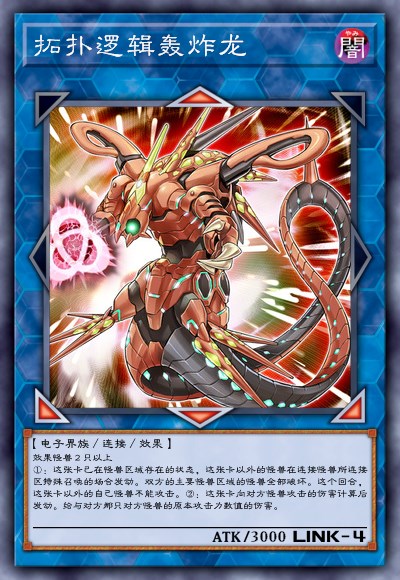 拓扑逻辑轰炸龙
やみ
闇
【电子界族／连接／效果】
效果怪兽２只以上
①：这张卡已在怪兽区域存在的状态，这张卡以外的怪兽在连接怪兽所连接
区特殊召唤的场合发动。双方的主要怪兽区域的怪兽全部破坏。这个回合，
这张卡以外的自己怪兽不能攻击。②：这张卡向对方怪兽攻击的伤害计算后
发动。给与对方那只对方怪兽的原本攻击力数值的伤害。
ATK/3000 LINK-4